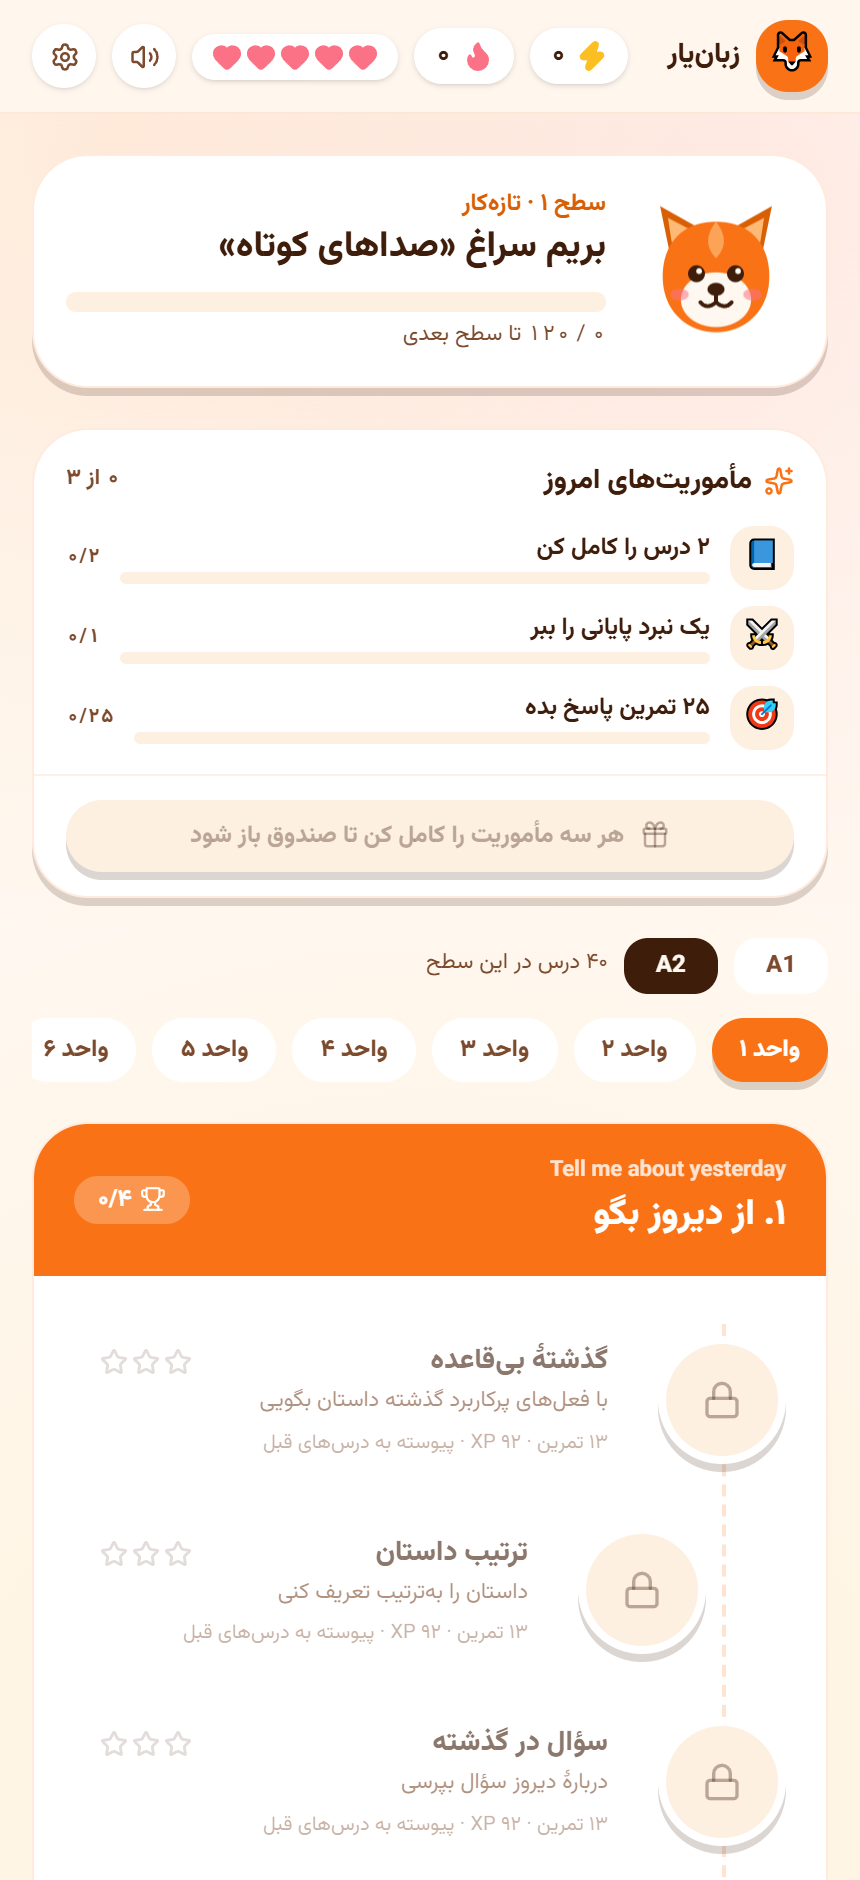 زبان‌یار
۰
۰
سطح ۱ · تازه‌کار
بریم سراغ «صداهای کوتاه»
۰ / ۱۲۰ تا سطح بعدی
مأموریت‌های امروز
۰ از ۳
۲ درس را کامل کن
۰/۲
یک نبرد پایانی را ببر
۰/۱
۲۵ تمرین پاسخ بده
۰/۲۵
هر سه مأموریت را کامل کن تا صندوق باز شود
A1
A2
۴۰ درس در این سطح
واحد ۱
واحد ۲
واحد ۳
واحد ۴
واحد ۵
واحد ۶
Tell me about yesterday
۱. از دیروز بگو
۰/۴
گذشتهٔ بی‌قاعده
با فعل‌های پرکاربرد گذشته داستان بگویی
۱۳ تمرین · ۹۲ XP · پیوسته به درس‌های قبل
ترتیب داستان
داستان را به‌ترتیب تعریف کنی
۱۳ تمرین · ۹۲ XP · پیوسته به درس‌های قبل
سؤال در گذشته
دربارهٔ دیروز سؤال بپرسی
۱۳ تمرین · ۹۲ XP · پیوسته به درس‌های قبل